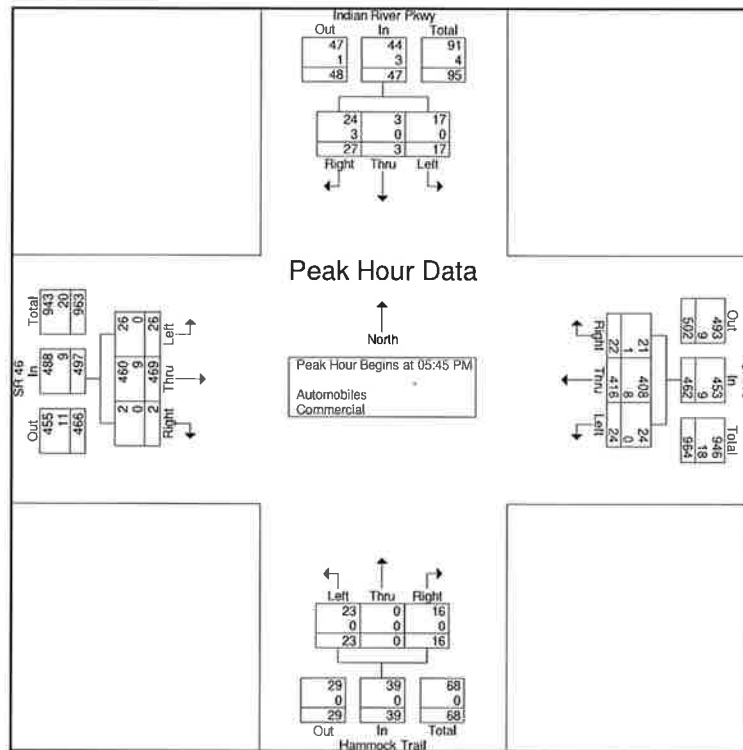 Indian River Pkwy
Out In Total
47 44 91
1 3 4
48 47 95
24 3 17
3 0 0
27 3 17
Right Thru Left
Peak Hour Data
North
Peak Hour Begins at 05:45 PM
Automobiles
Commercial
SR 46
Total In Out
943 488 455
20 9 11
963 497 466
Left Thru Right
26 460 2
0 9 0
26 469 2
Right Thru Left
22 416 24
1 8 0
21 408 24
Out In Total
502 462 964
9 9 18
493 453 946
Left Thru Right
23 0 16
0 0 0
23 0 16
29 39 68
0 0 0
29 39 68
Out In Total
Hammock Trail